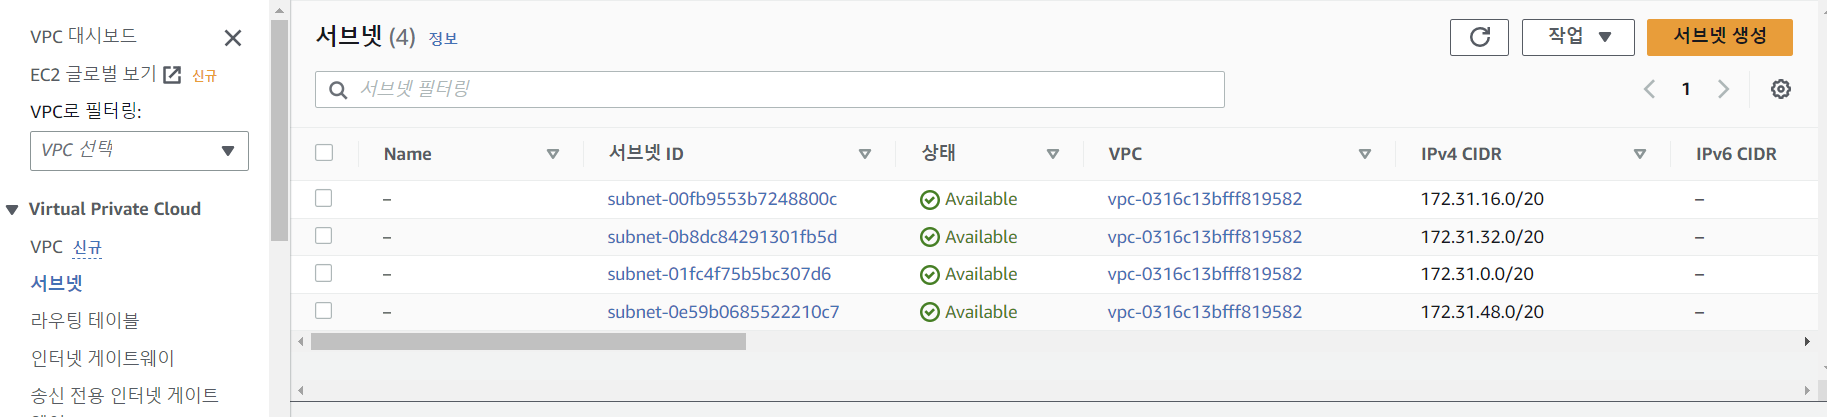 VPC 대시보드
EC2 글로벌 보기 신규
VPC로 필터링:
VPC 선택
Virtual Private Cloud
VPC 신규
서브넷
라우팅 테이블
인터넷 게이트웨이
송신 전용 인터넷 게이트
서브넷 (4) 정보
작업
서브넷 생성
서브넷 필터링
1
Name 서브넷 ID 상태 VPC IPv4 CIDR IPv6 CIDR
– subnet-00fb9553b7248800c Available vpc-0316c13bfff819582 172.31.16.0/20 –
– subnet-0b8dc84291301fb5d Available vpc-0316c13bfff819582 172.31.32.0/20 –
– subnet-01fc4f75b5bc307d6 Available vpc-0316c13bfff819582 172.31.0.0/20 –
– subnet-0e59b0685522210c7 Available vpc-0316c13bfff819582 172.31.48.0/20 –